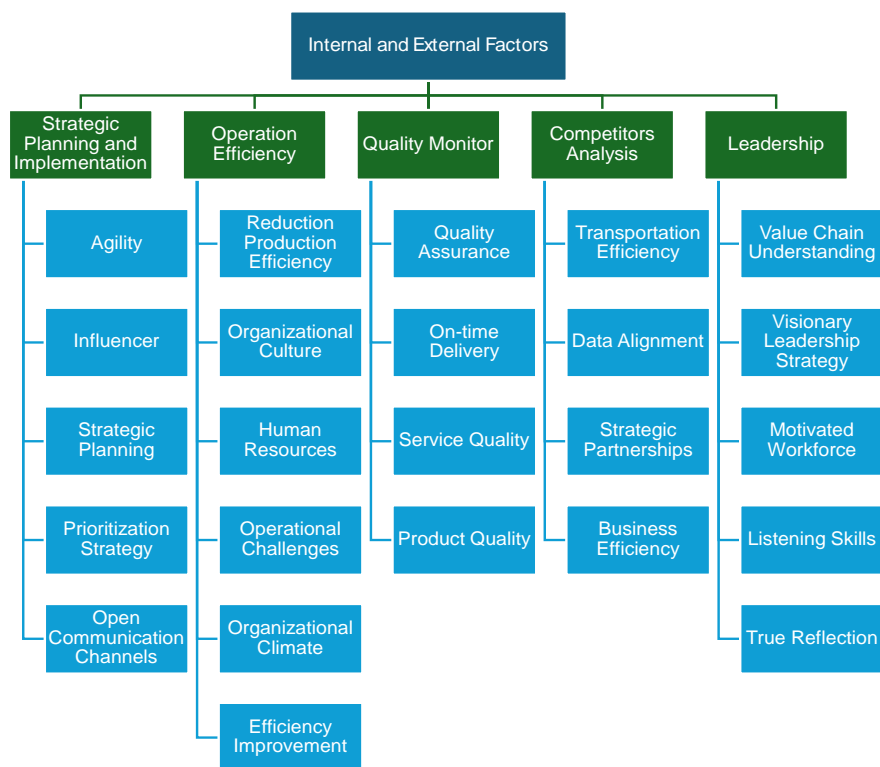 Internal and External Factors
Strategic
Planning and
Implementation
Operation
Efficiency
Quality Monitor
Competitors
Analysis
Leadership
Agility
Influencer
Strategic
Planning
Prioritization
Strategy
Open
Communication
Channels
Reduction
Production
Efficiency
Organizational
Culture
Human
Resources
Operational
Challenges
Organizational
Climate
Efficiency
Improvement
Quality
Assurance
On-time
Delivery
Service Quality
Product Quality
Transportation
Efficiency
Data Alignment
Strategic
Partnerships
Business
Efficiency
Value Chain
Understanding
Visionary
Leadership
Strategy
Motivated
Workforce
Listening Skills
True Reflection